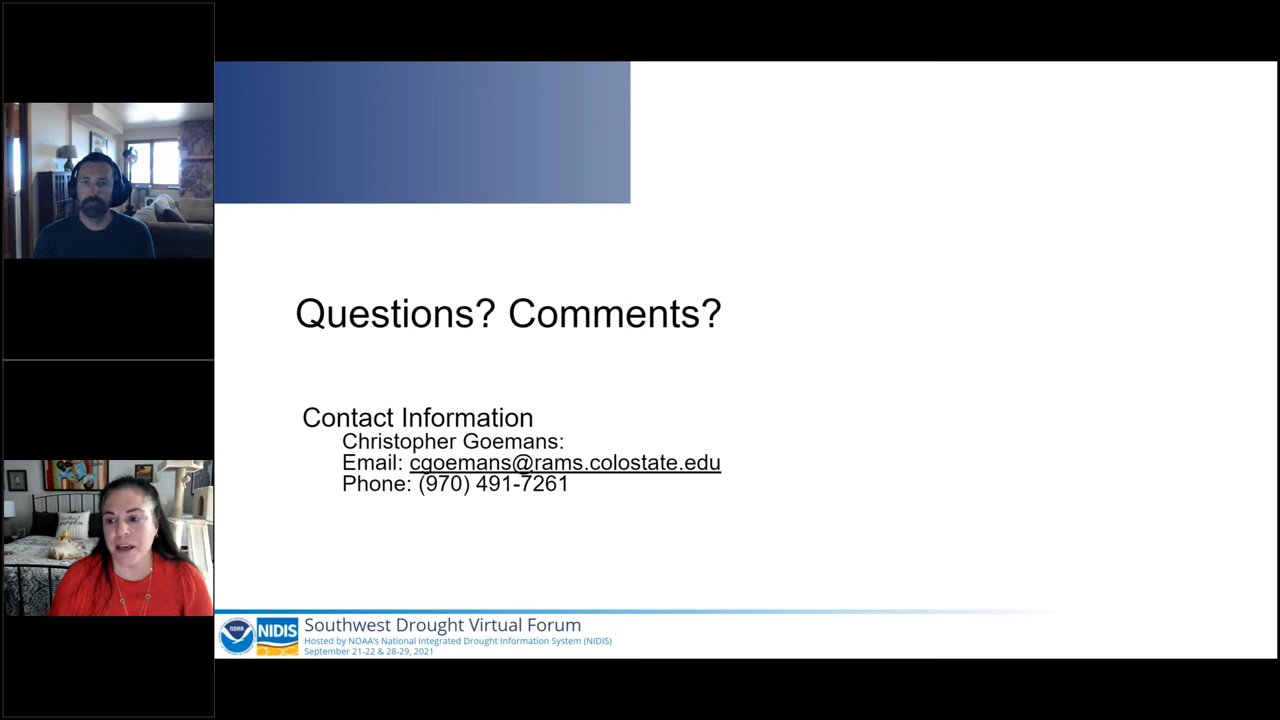 Questions? Comments?
Contact Information
Christopher Goemans:
Email: cgoemans@rams.colostate.edu
Phone: (970) 491-7261
NOAA
NIDIS
Southwest Drought Virtual Forum
Hosted by NOAA's National Integrated Drought Information System (NIDIS)
September 21-22 & 28-29, 2021